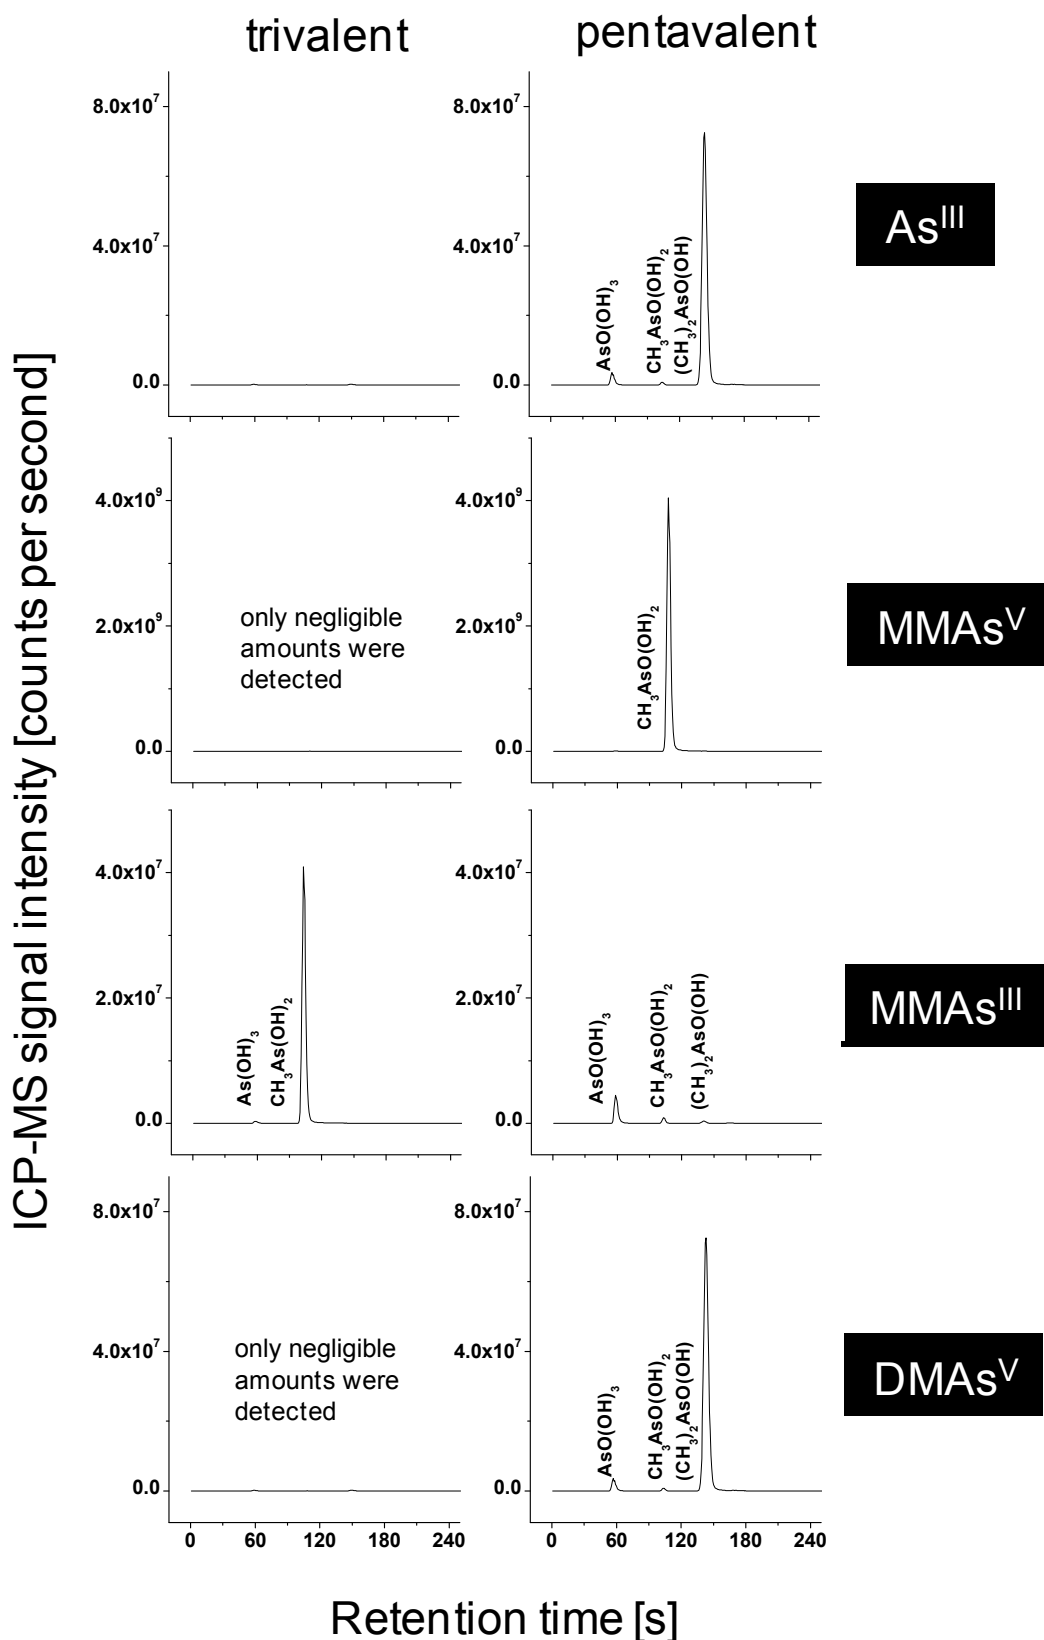 trivalent
pentavalent
8.0x10⁷
4.0x10⁷
0.0
8.0x10⁷
4.0x10⁷
0.0
AsO(OH)₃
CH₃AsO(OH)₂
(CH₃)₂AsO(OH)
Asᴵᴵᴵ
4.0x10⁹
2.0x10⁹
0.0
only negligible
amounts were
detected
4.0x10⁹
2.0x10⁹
0.0
CH₃AsO(OH)₂
MMAsⱽ
4.0x10⁷
2.0x10⁷
0.0
As(OH)₃
CH₃As(OH)₂
4.0x10⁷
2.0x10⁷
0.0
AsO(OH)₃
CH₃AsO(OH)₂
(CH₃)₂AsO(OH)
MMAsᴵᴵᴵ
8.0x10⁷
4.0x10⁷
0.0
only negligible
amounts were
detected
0 60 120 180 240
8.0x10⁷
4.0x10⁷
0.0
AsO(OH)₃
CH₃AsO(OH)₂
(CH₃)₂AsO(OH)
0 60 120 180 240
DMAsⱽ
ICP-MS signal intensity [counts per second]
Retention time [s]